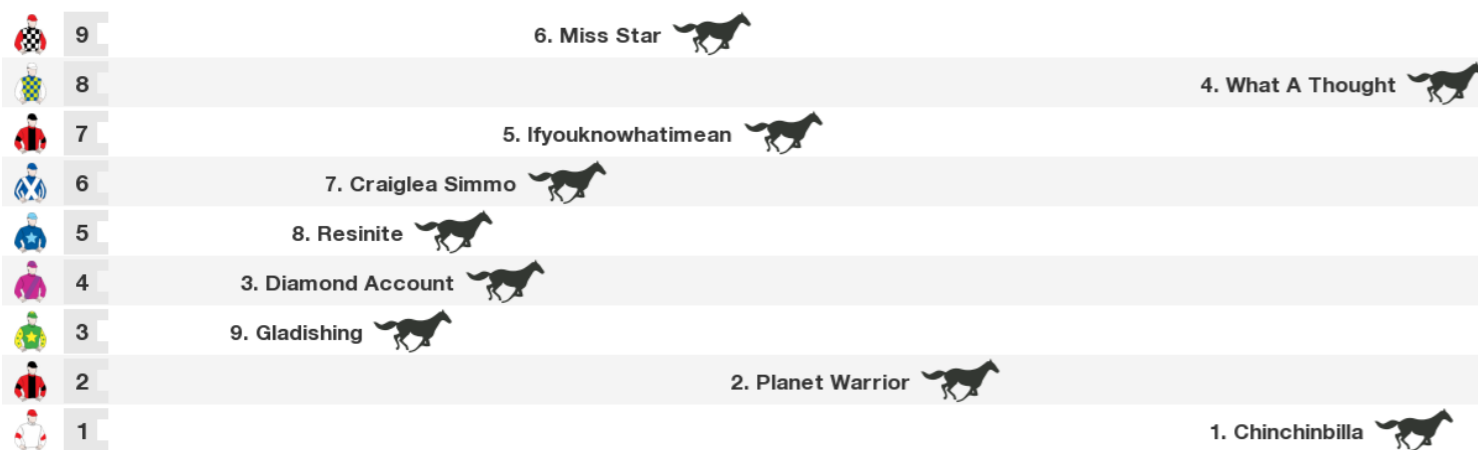 9 6. Miss Star
8 4. What A Thought
7 5. Ifyouknowhatimean
6 7. Craiglea Simmo
5 8. Resinite
4 3. Diamond Account
3 9. Gladishing
2 2. Planet Warrior
1 1. Chinchinbilla